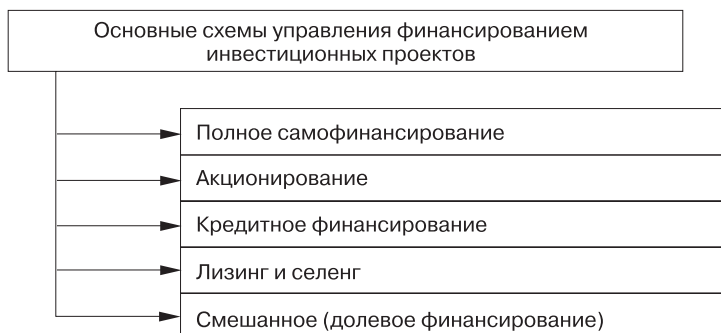 Основные схемы управления финансированием
инвестиционных проектов
Полное самофинансирование
Акционирование
Кредитное финансирование
Лизинг и селенг
Смешанное (долевое финансирование)